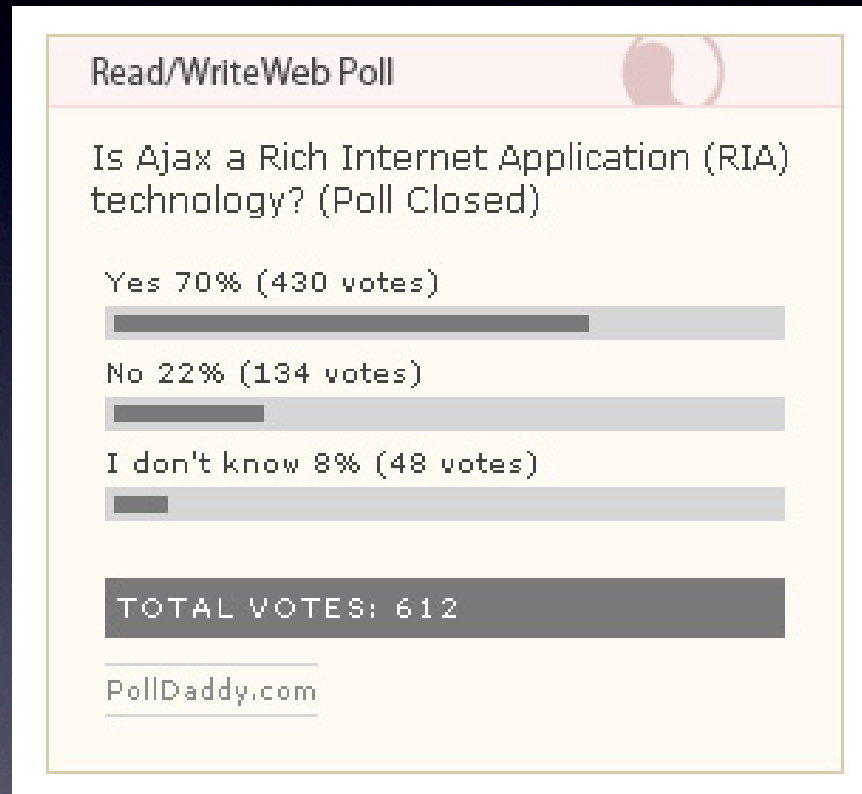 Read/WriteWeb Poll
Is Ajax a Rich Internet Application (RIA)
technology? (Poll Closed)
Yes 70% (430 votes)
No 22% (134 votes)
I don't know 8% (48 votes)
TOTAL VOTES: 612
PollDaddy.com